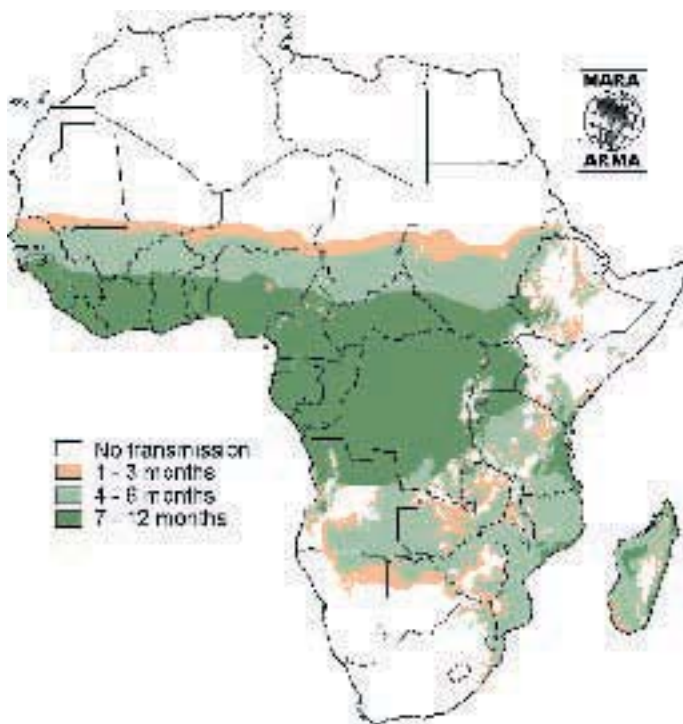 MARA
ARMA
No transmission
1 - 3 months
4 - 6 months
7 - 12 months